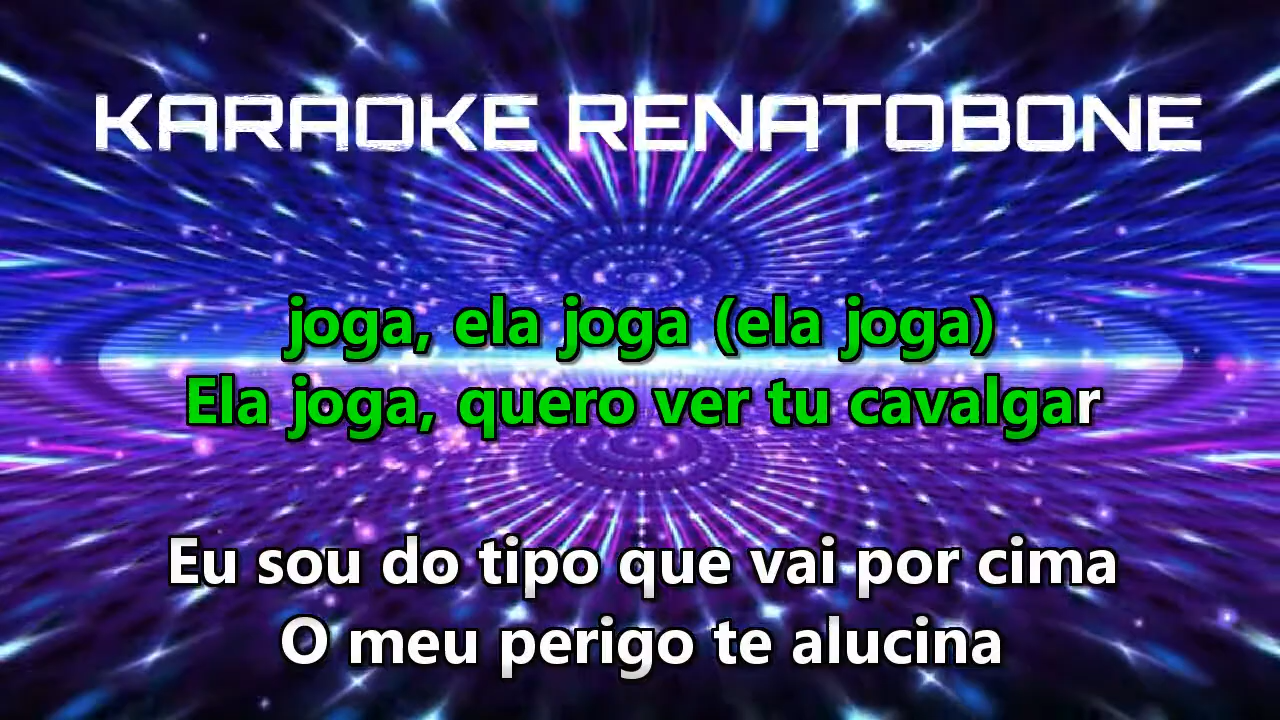 KARAOKE RENATOBONE
joga, ela joga (ela joga)
Ela joga, quero ver tu cavalgar
Eu sou do tipo que vai por cima
O meu perigo te alucina